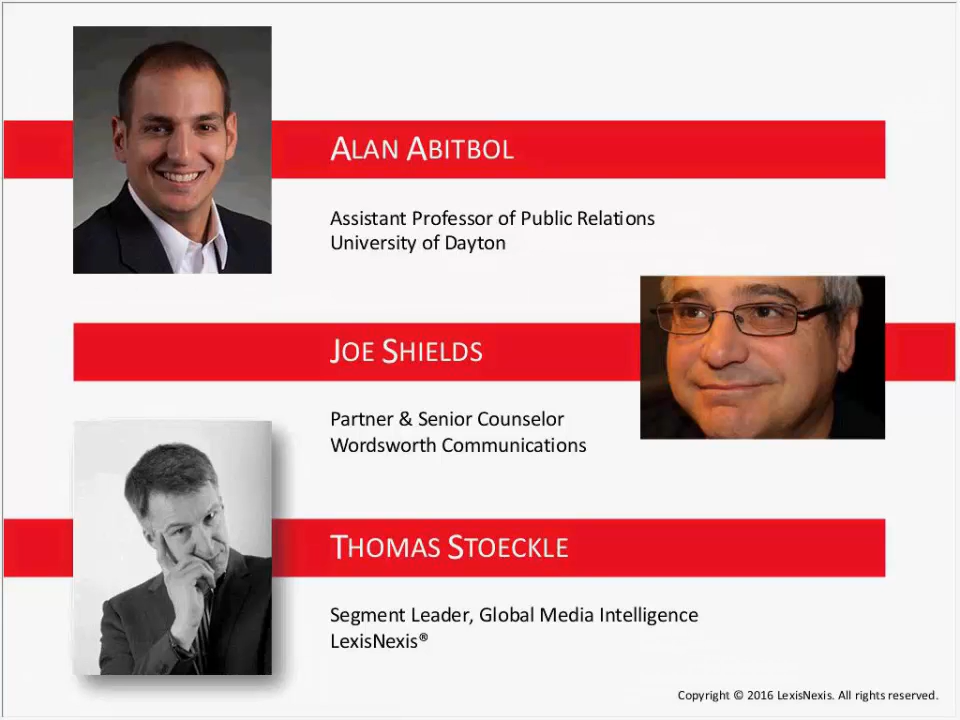 ALAN ABITBOL
Assistant Professor of Public Relations
University of Dayton
JOE SHIELDS
Partner & Senior Counselor
Wordsworth Communications
THOMAS STOECKLE
Segment Leader, Global Media Intelligence
LexisNexis®
Copyright © 2016 LexisNexis. All rights reserved.